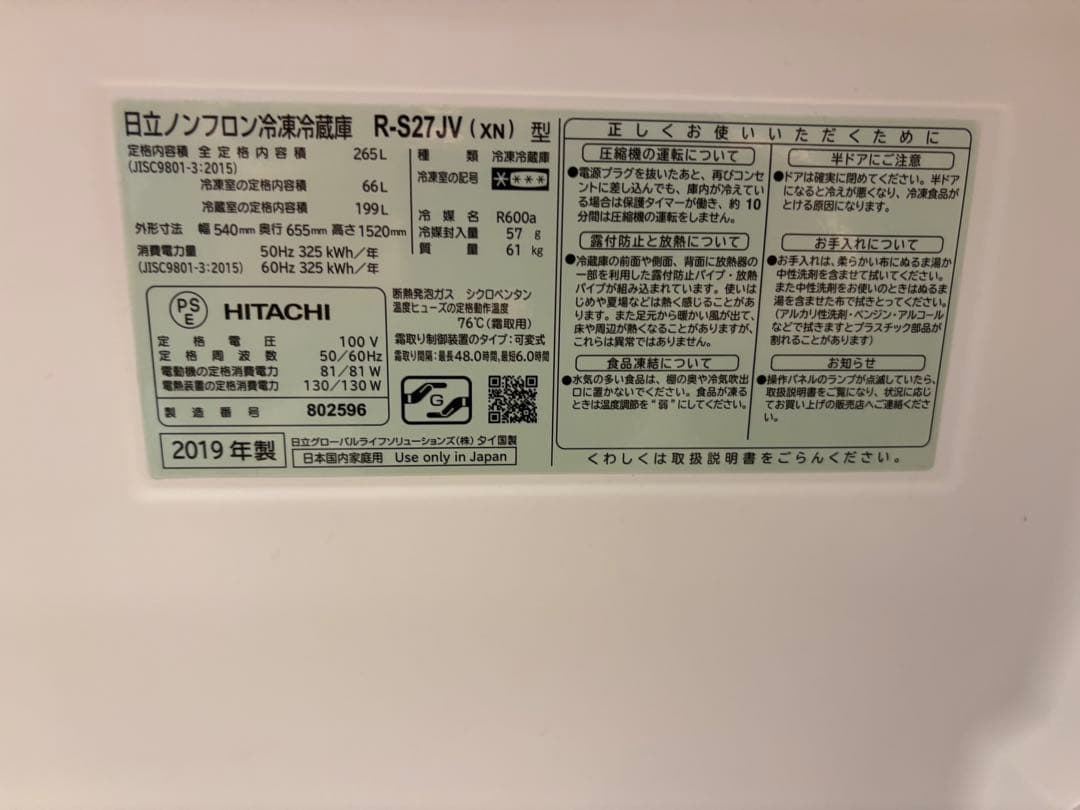 日立ノンフロン冷凍冷蔵庫 R-S27JV(XN) 型
定格内容積 全定格内容積 265L
(JISC9801-3:2015)
冷凍室の定格内容積 66L
冷蔵室の定格内容積 199L
外形寸法 幅540mm 奥行655mm 高さ1520mm
消費電力量 50Hz 325kWh/年
(JISC9801-3:2015) 60Hz 325kWh/年
種類 冷凍冷蔵庫
冷凍室の記号
冷媒名 R600a
冷媒封入量 57 g
質量 61 kg
PSE HITACHI
定格電圧 100V
定格周波数 50/60Hz
電動機の定格消費電力 81/81W
電熱装置の定格消費電力 130/130W
製造番号 802596
断熱発泡ガス シクロペンタン
温度ヒューズの定格動作温度
76℃(霜取用)
霜取り制御装置のタイプ:可変式
霜取り間隔:最長48.0時間,最短6.0時間
G
2019年製
日立グローバルライフソリューションズ(株) タイ国製
日本国内家庭用 Use only in Japan
正しくお使いいただくために
圧縮機の運転について
●電源プラグを抜いたあと、再びコンセ
ントに差し込んでも、庫内が冷えてい
る場合は保護タイマーが働き、約10
分間は圧縮機の運転をしません。
露付防止と放熱について
●冷蔵庫の前面や側面、背面に放熱器の
一部を利用した露付防止パイプ・放熱
パイプが組み込まれています。使いは
じめや夏場などは熱く感じることがあ
ります。また足元から暖かい風が出て、
床や周辺が熱くなることがありますが、
これらは異常ではありません。
食品凍結について
●水気の多い食品は、棚の奥や冷気吹出
口に置かないでください。食品が凍る
ときは温度調節を“弱”にしてください。
半ドアにご注意
●ドアは確実に閉めてください。半ドア
になると冷えが悪くなり、冷凍食品が
とける原因になります。
お手入れについて
●お手入れは、柔らかい布にぬるま湯か
中性洗剤を含ませて拭いてください。
また中性洗剤をお使いのときはぬるま
湯を含ませた布で拭きとってください。
(アルカリ性洗剤・ベンジン・アルコール
などで拭きますとプラスチック部品が
割れることがあります)
お知らせ
●操作パネルのランプが点滅していたら、
取扱説明書をご覧になり、状況に応じ
てお買い上げの販売店へご連絡くださ
い。
くわしくは取扱説明書をごらんください。